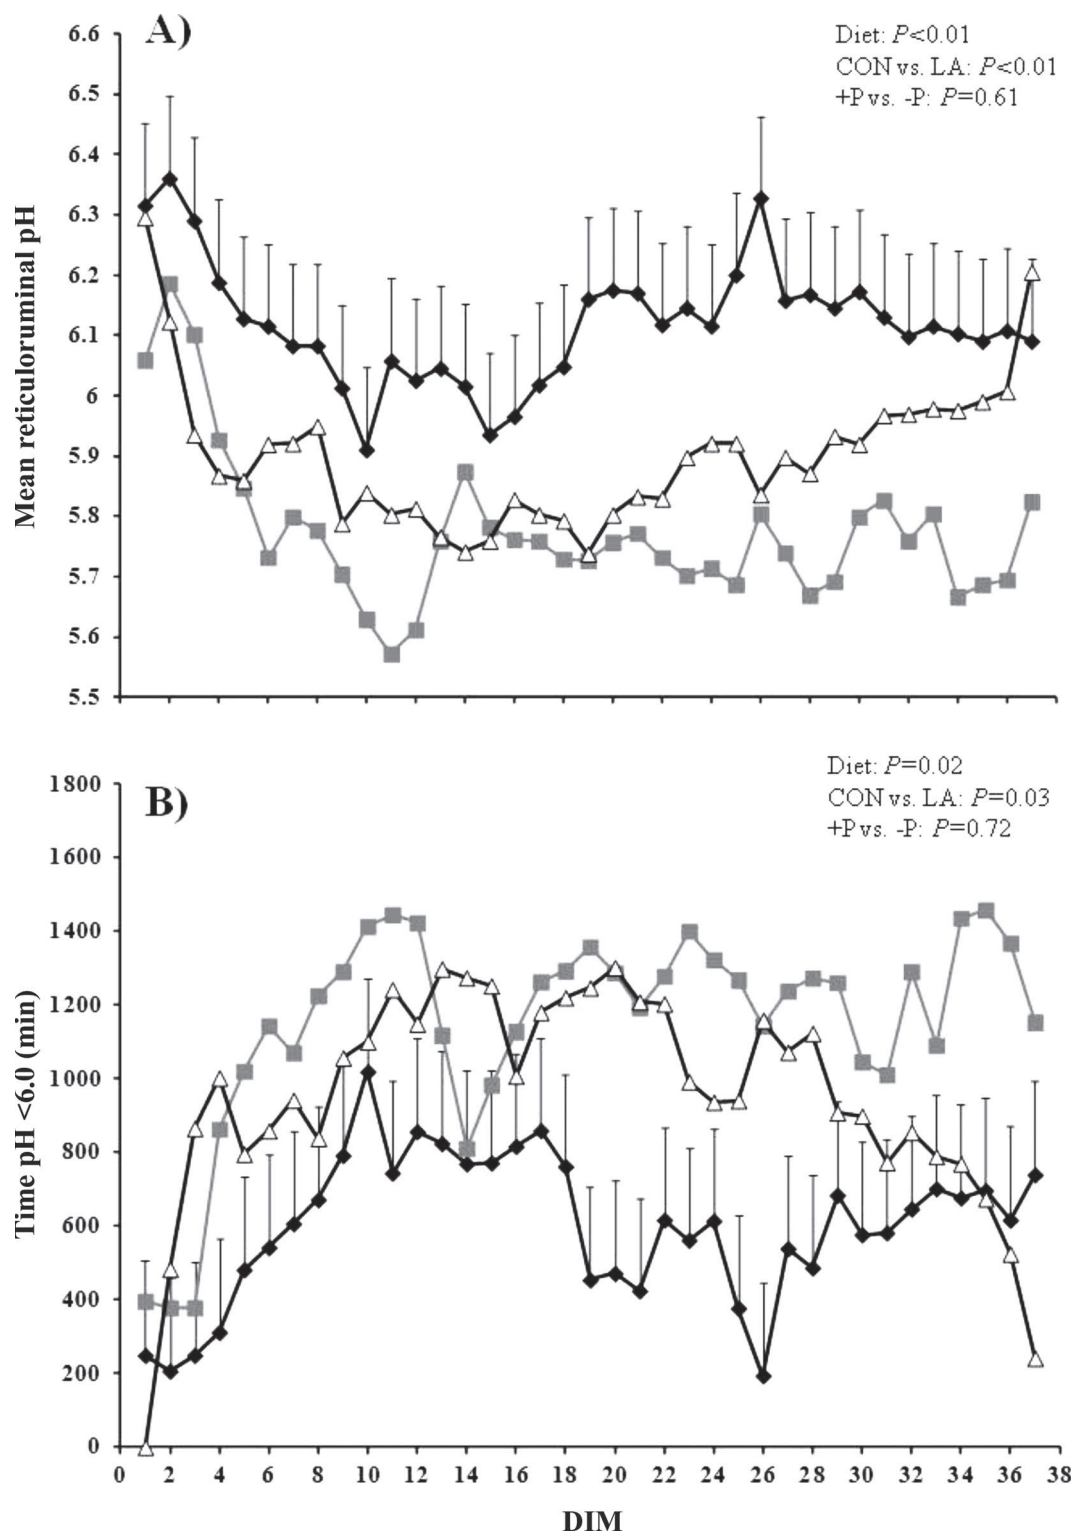 A)
Diet: P<0.01
CON vs. LA: P<0.01
+P vs. -P: P=0.61
Mean reticuloruminal pH
6.6
6.5
6.4
6.3
6.2
6.1
6
5.9
5.8
5.7
5.6
5.5
B)
Diet: P=0.02
CON vs. LA: P=0.03
+P vs. -P: P=0.72
Time pH <6.0 (min)
1800
1600
1400
1200
1000
800
600
400
200
0
0 2 4 6 8 10 12 14 16 18 20 22 24 26 28 30 32 34 36 38
DIM